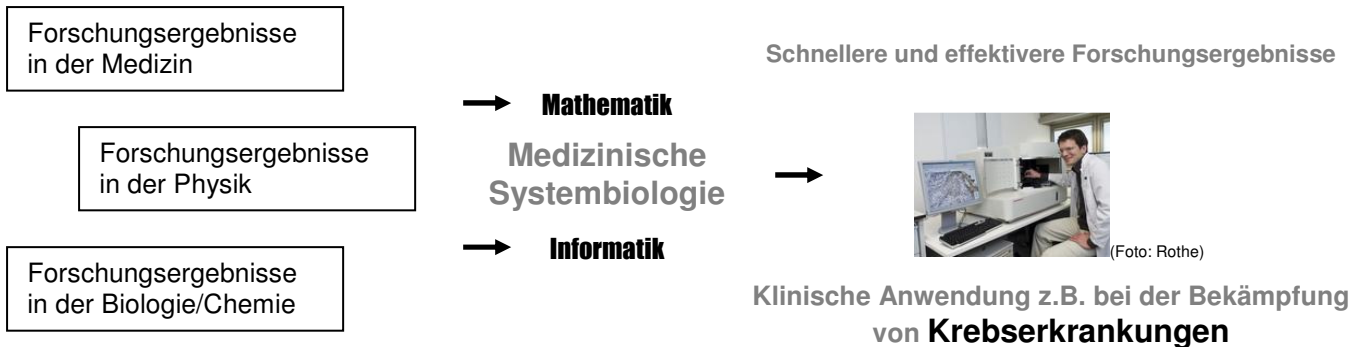 Forschungsergebnisse
in der Medizin
Forschungsergebnisse
in der Physik
Forschungsergebnisse
in der Biologie/Chemie
Mathematik
Medizinische
Systembiologie
Informatik
Schnellere und effektivere Forschungsergebnisse
(Foto: Rothe)
Klinische Anwendung z.B. bei der Bekämpfung
von Krebserkrankungen